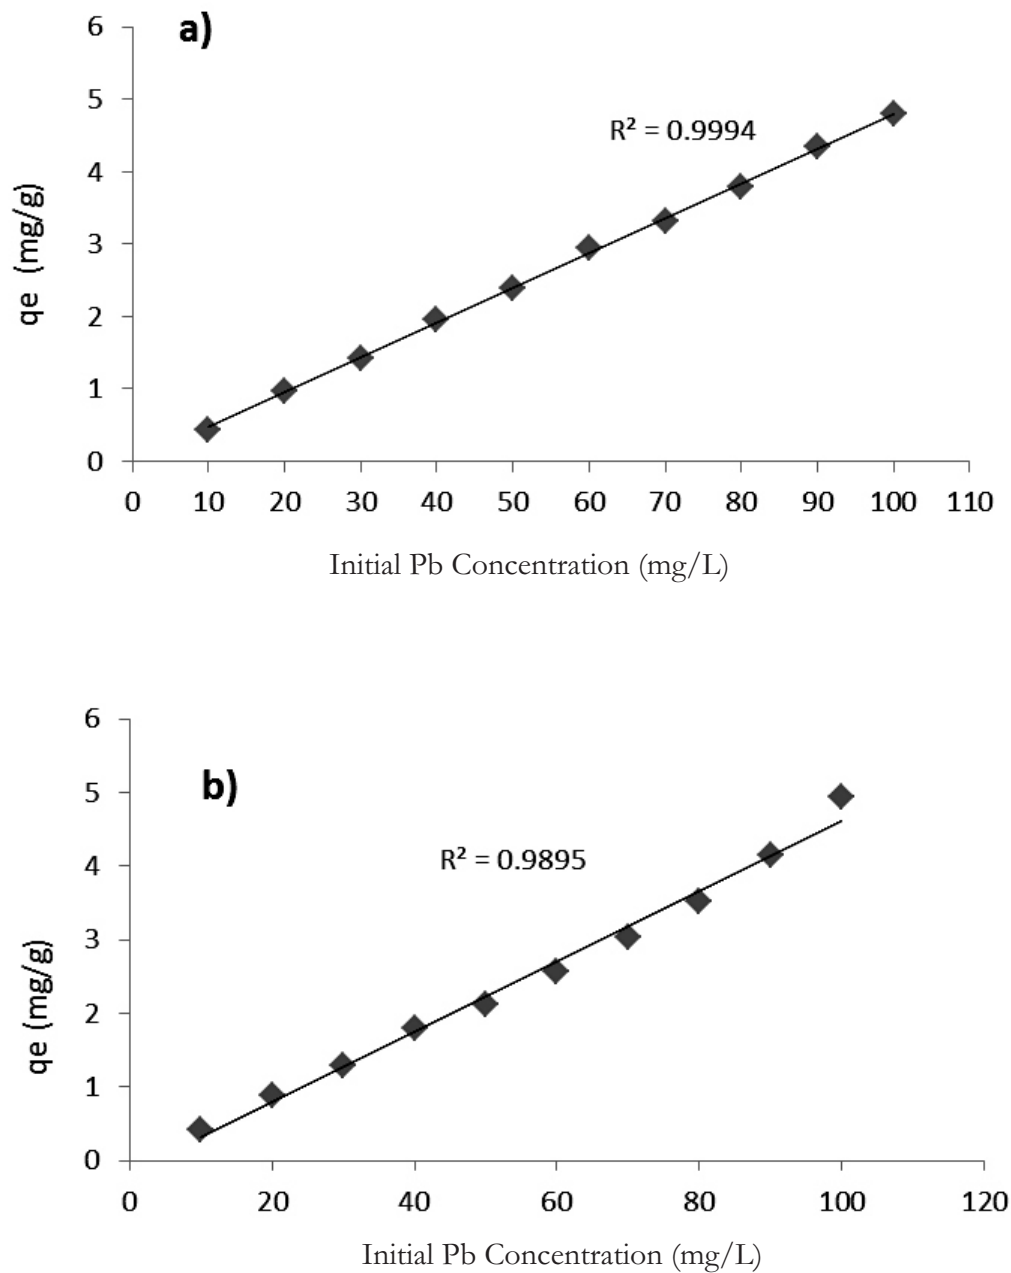 a)
6
5
4
3
2
1
0
qe (mg/g)
R² = 0.9994
0 10 20 30 40 50 60 70 80 90 100 110
Initial Pb Concentration (mg/L)
b)
6
5
4
3
2
1
0
qe (mg/g)
R² = 0.9895
0 20 40 60 80 100 120
Initial Pb Concentration (mg/L)